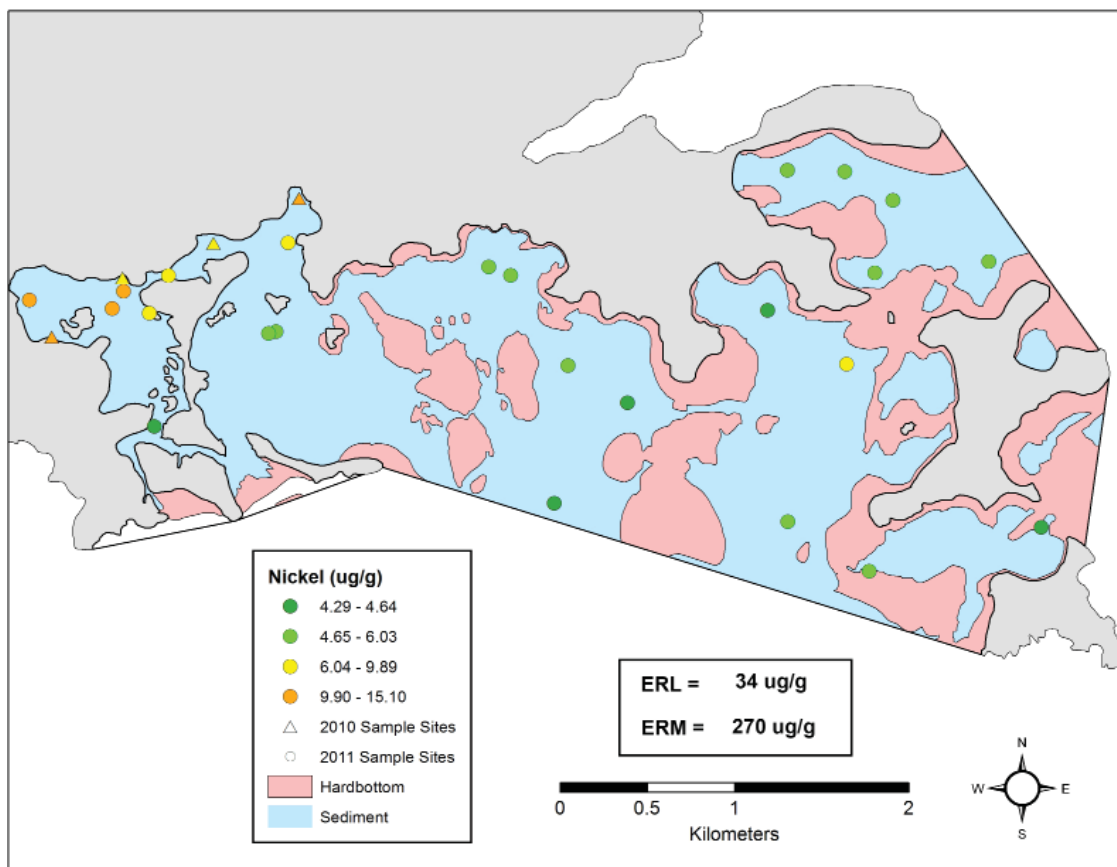 Nickel (ug/g)
4.29 - 4.64
4.65 - 6.03
6.04 - 9.89
9.90 - 15.10
2010 Sample Sites
2011 Sample Sites
Hardbottom
Sediment
ERL = 34 ug/g
ERM = 270 ug/g
0 0.5 1 2
Kilometers
N
W E
S